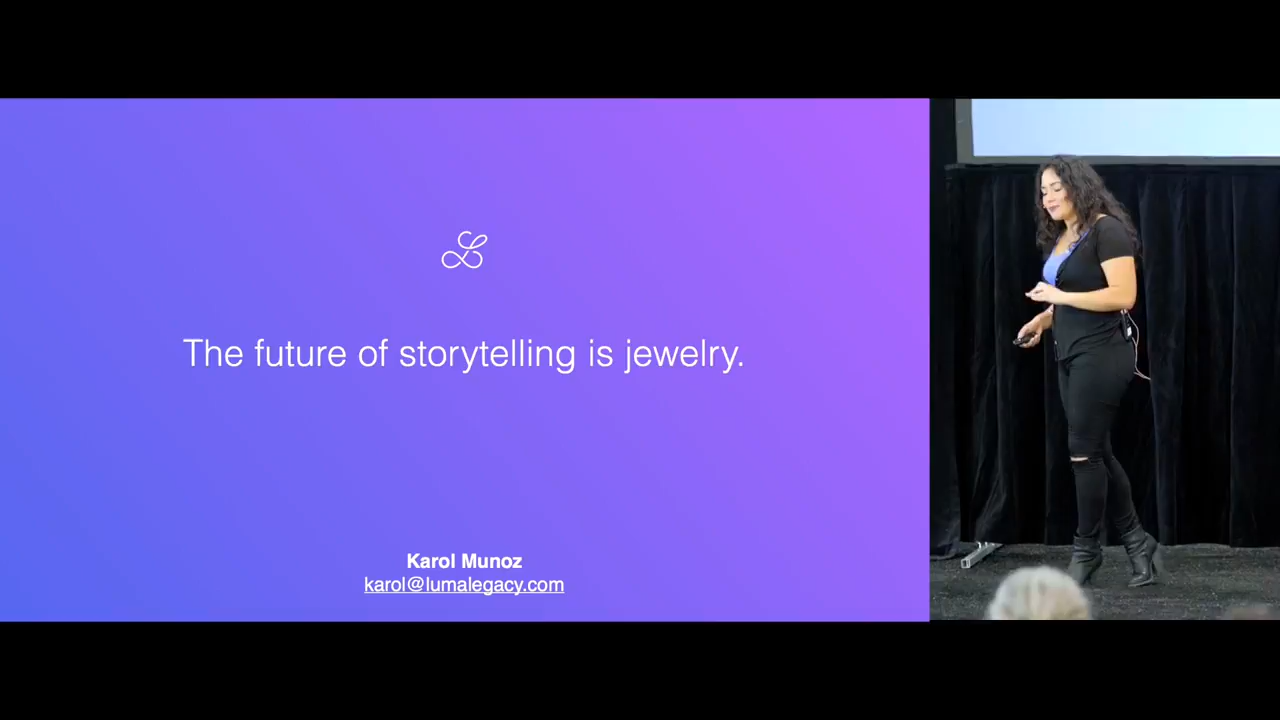 The future of storytelling is jewelry.
Karol Munoz
karol@lumalegacy.com